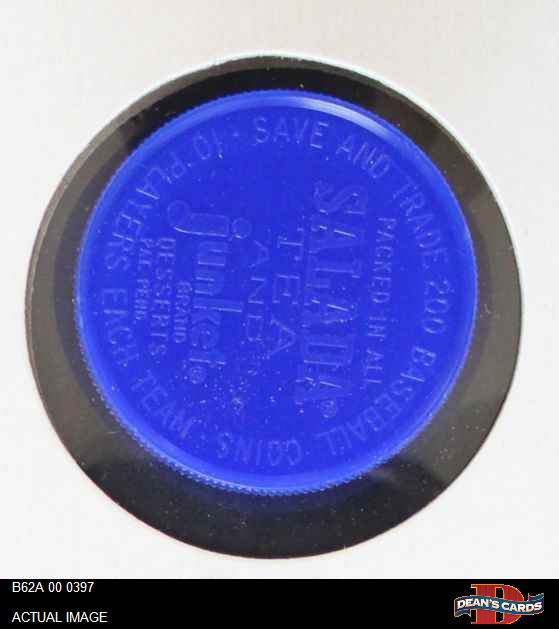 SAVE AND TRADE 200 BASEBALL COINS · 10 PLAYERS EACH TEAM ·
PACKED IN ALL
SALADA®
TEA
AND
junket®
BRAND
DESSERTS
PAT. PEND.
B62A 00 0397
ACTUAL IMAGE
D
DEAN'S CARDS